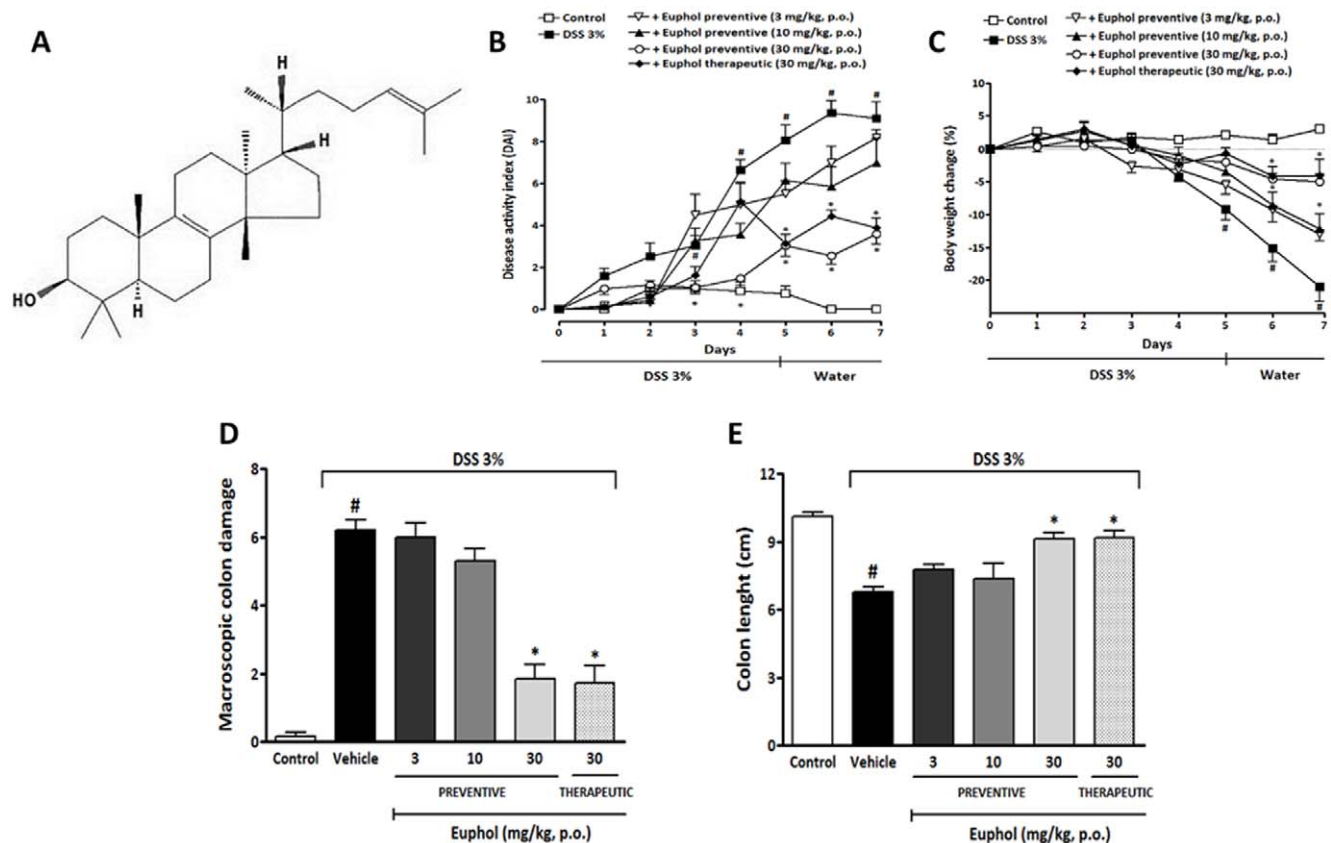 A
H
H
HO
H
B
Control
DSS 3%
+ Euphol preventive (3 mg/kg, p.o.)
+ Euphol preventive (10 mg/kg, p.o.)
+ Euphol preventive (30 mg/kg, p.o.)
+ Euphol therapeutic (30 mg/kg, p.o.)
Disease activity index (DAI)
10
8
6
4
2
0
# # # # #
* * * * * * * *
0 1 2 3 4 5 6 7
Days
DSS 3% Water
C
Control
DSS 3%
+ Euphol preventive (3 mg/kg, p.o.)
+ Euphol preventive (10 mg/kg, p.o.)
+ Euphol preventive (30 mg/kg, p.o.)
+ Euphol therapeutic (30 mg/kg, p.o.)
Body weight change (%)
10
5
0
-5
-10
-15
-20
* * * *
# # #
0 1 2 3 4 5 6 7
Days
DSS 3% Water
D
DSS 3%
Macroscopic colon damage
8
6
4
2
0
# * *
Control Vehicle 3 10 30 30
PREVENTIVE THERAPEUTIC
Euphol (mg/kg, p.o.)
E
DSS 3%
Colon lenght (cm)
12
9
6
3
0
# * *
Control Vehicle 3 10 30 30
PREVENTIVE THERAPEUTIC
Euphol (mg/kg, p.o.)